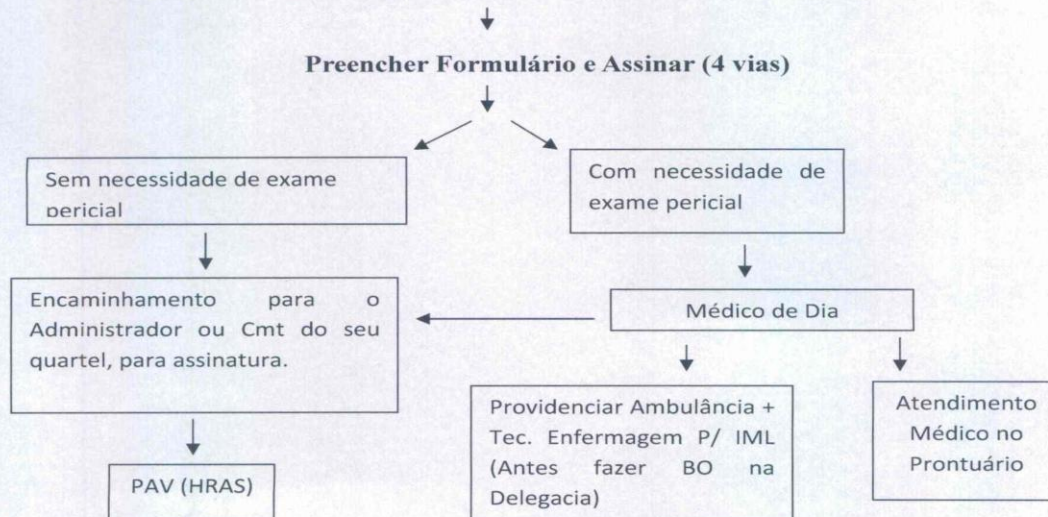 Preencher Formulário e Assinar (4 vias)
Sem necessidade de exame
pericial
Com necessidade de
exame pericial
Encaminhamento para o
Administrador ou Cmt do seu
quartel, para assinatura.
Médico de Dia
Providenciar Ambulância +
Tec. Enfermagem P/ IML
(Antes fazer BO na
Delegacia)
Atendimento
Médico no
Prontuário
PAV (HRAS)